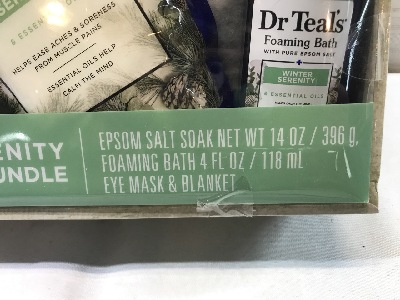 & ESSENTIAL OILS
HELPS EASE ACHES & SORENESS
FROM MUSCLE PAINS
ESSENTIAL OILS HELP
CALM THE MIND
Dr Teal's
Foaming Bath
WITH PURE EPSOM SALT
WINTER
SERENITY
& ESSENTIAL OILS
ENITY
UNDLE
EPSOM SALT SOAK NET WT 14 OZ / 396 g,
FOAMING BATH 4 FL OZ / 118 mL
EYE MASK & BLANKET